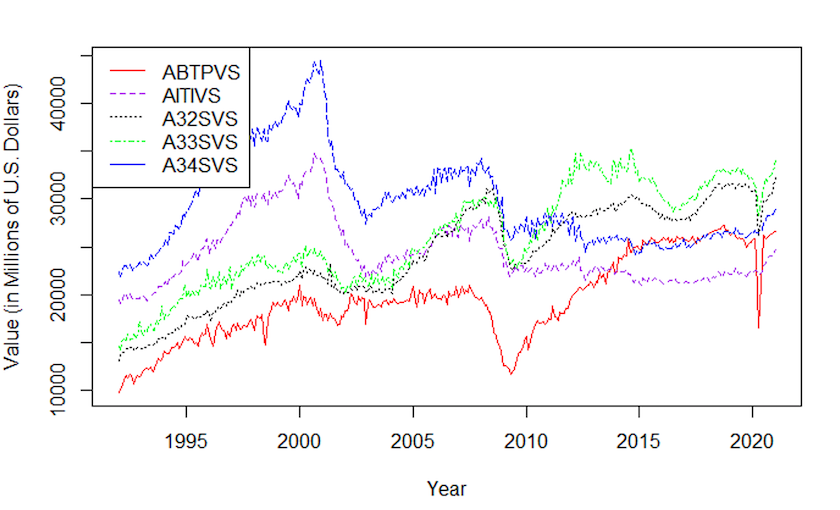 ABTPVS
AITIVS
A32SVS
A33SVS
A34SVS
Value (in Millions of U.S. Dollars)
40000
30000
20000
10000
1995 2000 2005 2010 2015 2020
Year